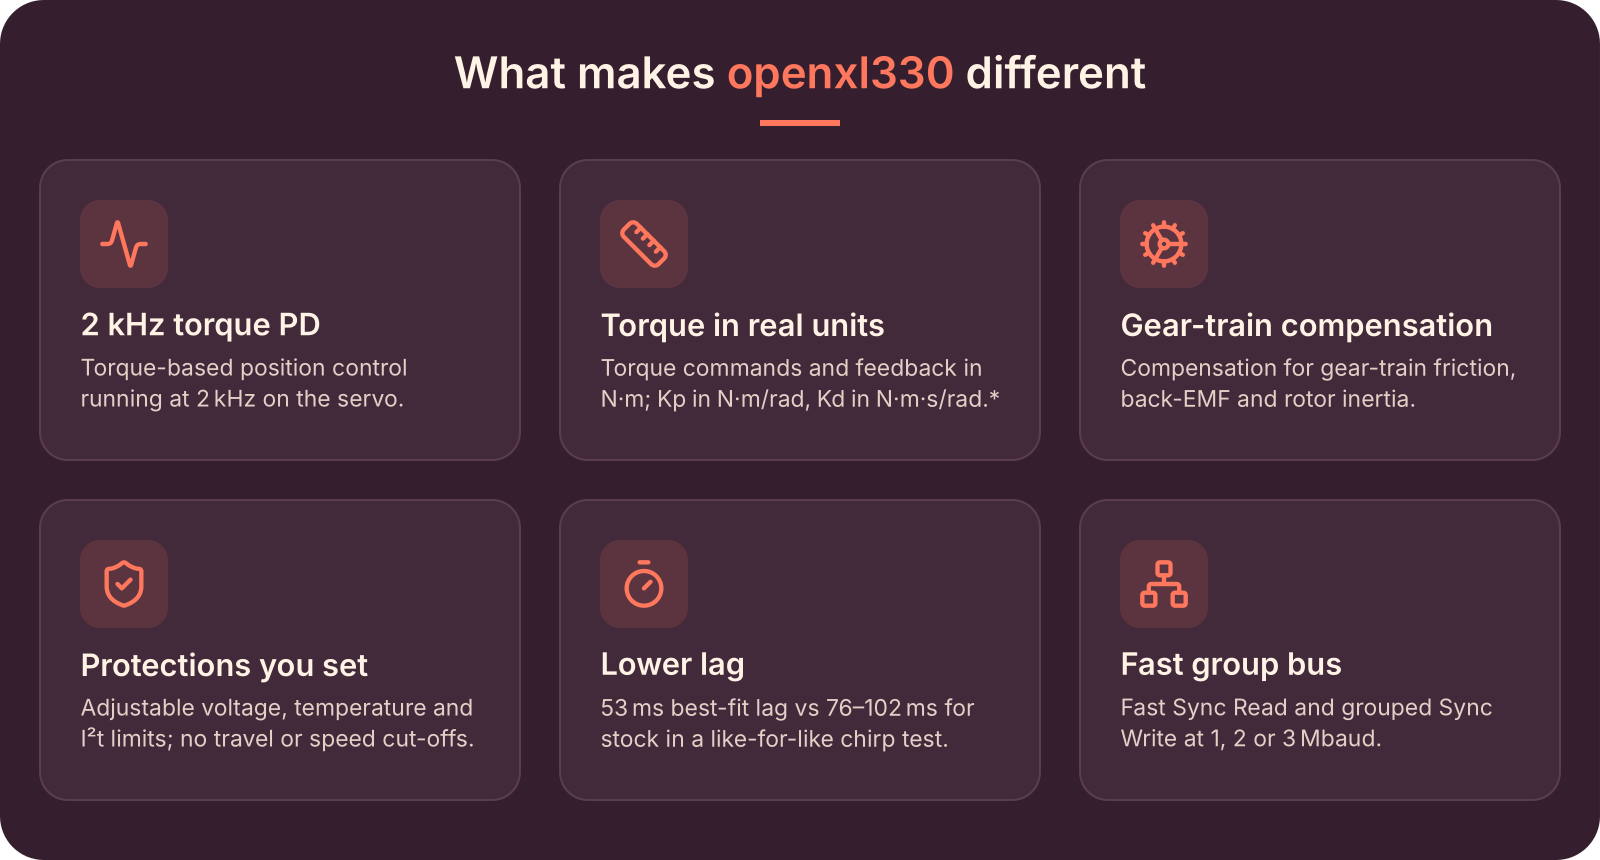 What makes openxl330 different
2 kHz torque PD
Torque-based position control
running at 2 kHz on the servo.
Torque in real units
Torque commands and feedback in
N·m; Kp in N·m/rad, Kd in N·m·s/rad.*
Gear-train compensation
Compensation for gear-train friction,
back-EMF and rotor inertia.
Protections you set
Adjustable voltage, temperature and
I²t limits; no travel or speed cut-offs.
Lower lag
53 ms best-fit lag vs 76–102 ms for
stock in a like-for-like chirp test.
Fast group bus
Fast Sync Read and grouped Sync
Write at 1, 2 or 3 Mbaud.